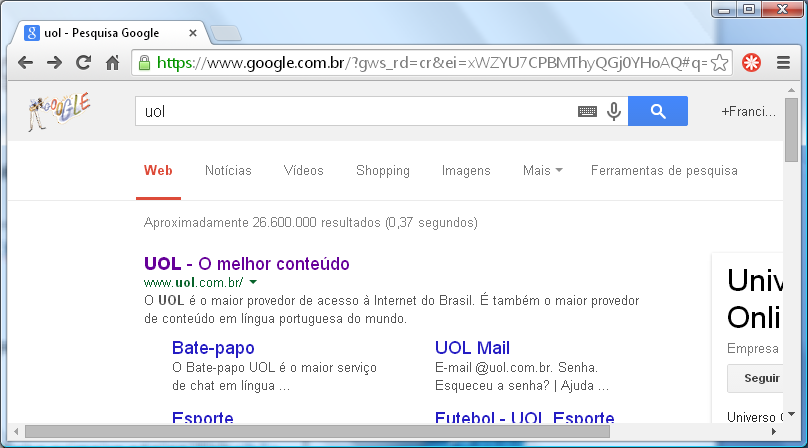 uol - Pesquisa Google
https://www.google.com.br/?gws_rd=cr&ei=xWZYU7CPBMThyQGj0YHoAQ#q=
GOOGLE
uol
+Franci...
Web Notícias Vídeos Shopping Imagens Mais Ferramentas de pesquisa
Aproximadamente 26.600.000 resultados (0,37 segundos)
UOL - O melhor conteúdo
www.uol.com.br/
O UOL é o maior provedor de acesso à Internet do Brasil. É também o maior provedor
de conteúdo em língua portuguesa do mundo.
Bate-papo
O Bate-papo UOL é o maior serviço
de chat em língua ...
UOL Mail
E-mail @uol.com.br. Senha.
Esqueceu a senha? | Ajuda ...
Esporte
Futebol - UOL Esporte
Univ
Onli
Empresa
Seguir
Universo O